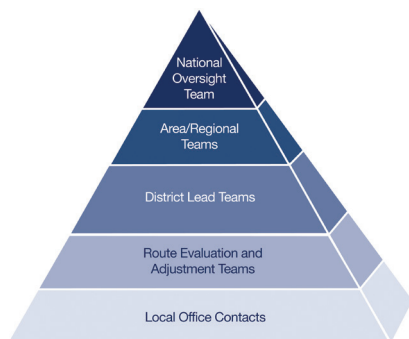 National
Oversight
Team
Area/Regional
Teams
District Lead Teams
Route Evaluation and
Adjustment Teams
Local Office Contacts